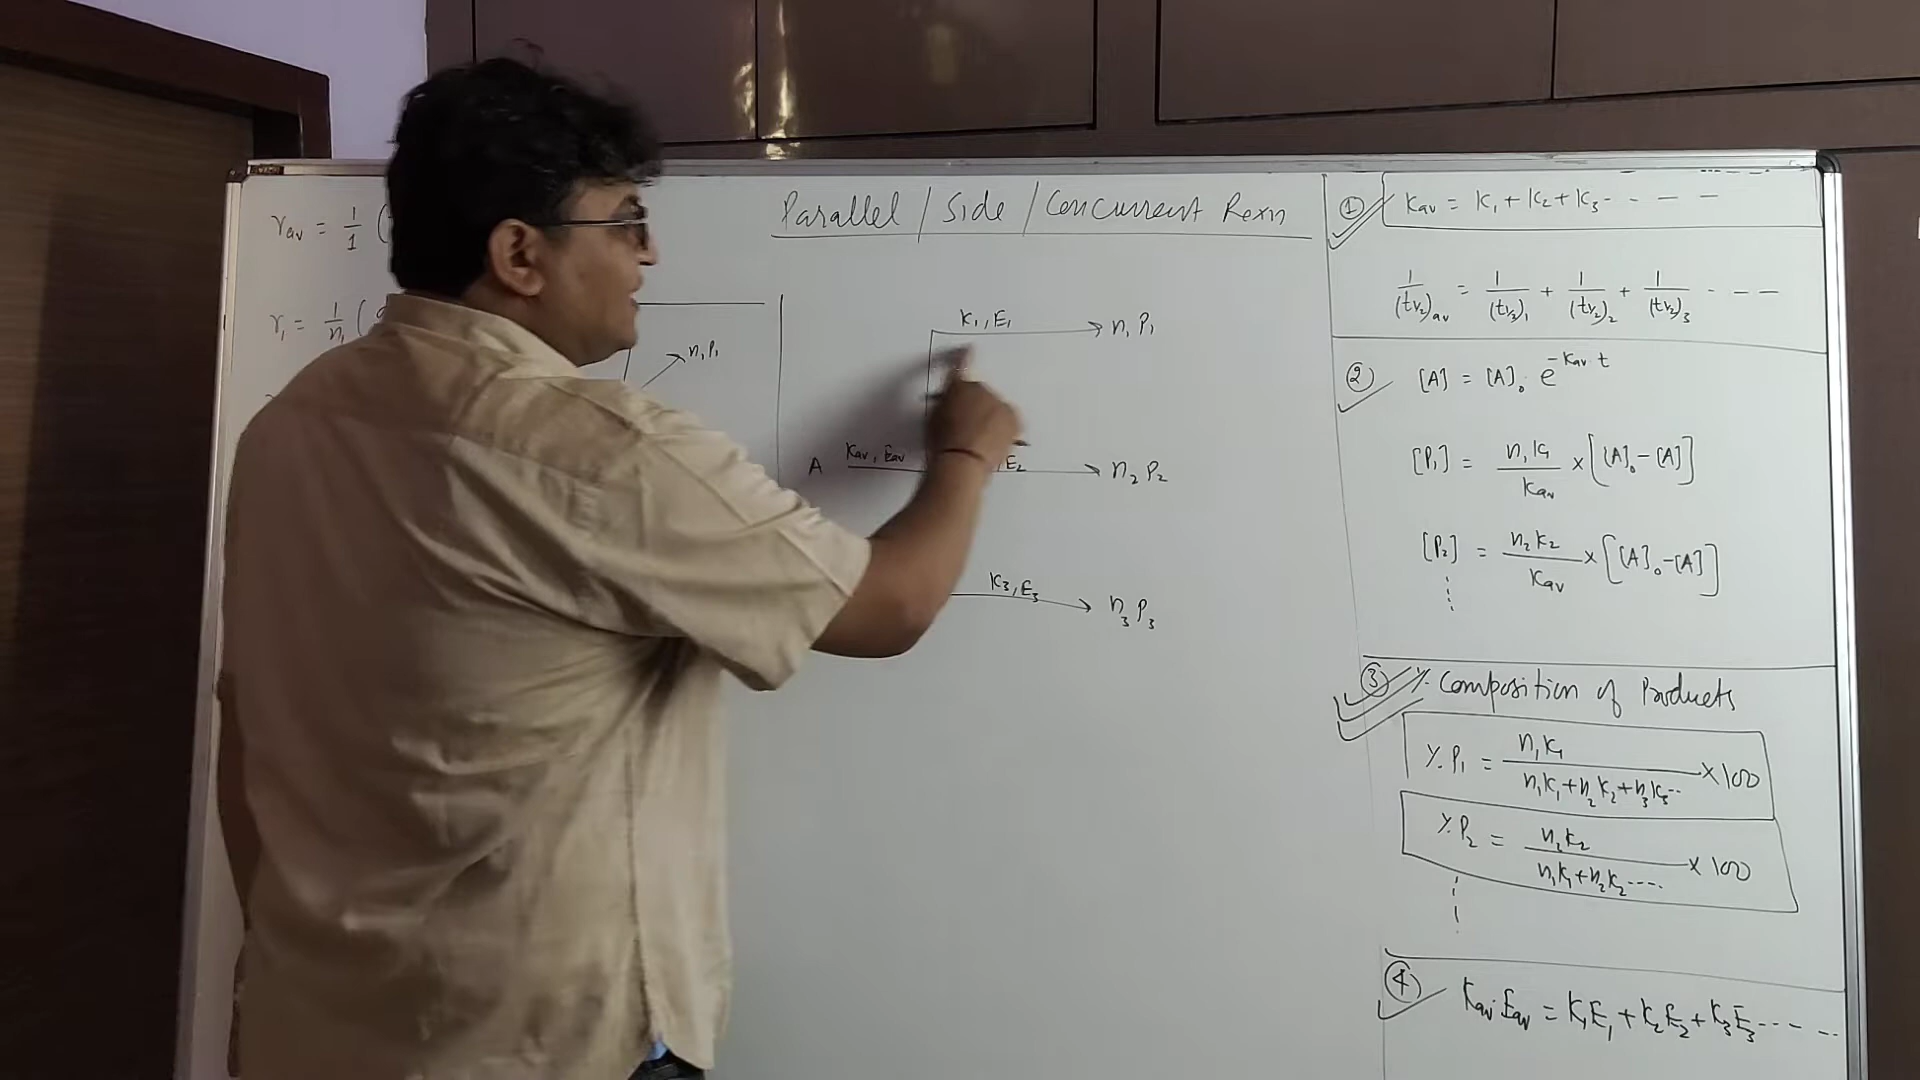 Parallel / Side / Concurrent Rexn
rav = 1/1 (
r1 = 1/n1 (d
n1P1
K1, E1
n1 P1
A
Kav, Eav
, E2
n2 P2
K3, E3
n3 P3
① Kav = K1 + K2 + K3 - - - -
1/(t½)av = 1/(t½)1 + 1/(t½)2 + 1/(t½)3 - - - -
② [A] = [A]0 e^-Kav t
[P1] = n1K1/Kav × [[A]0 - [A]]
[P2] = n2K2/Kav × [[A]0 - [A]]
③ % Composition of Products
% P1 = n1K1/n1K1 + n2K2 + n3K3 -- × 100
% P2 = n2K2/n1K1 + n2K2 ---- × 100
④ Kav.Eav = K1E1 + K2E2 + K3E3 - - - - -